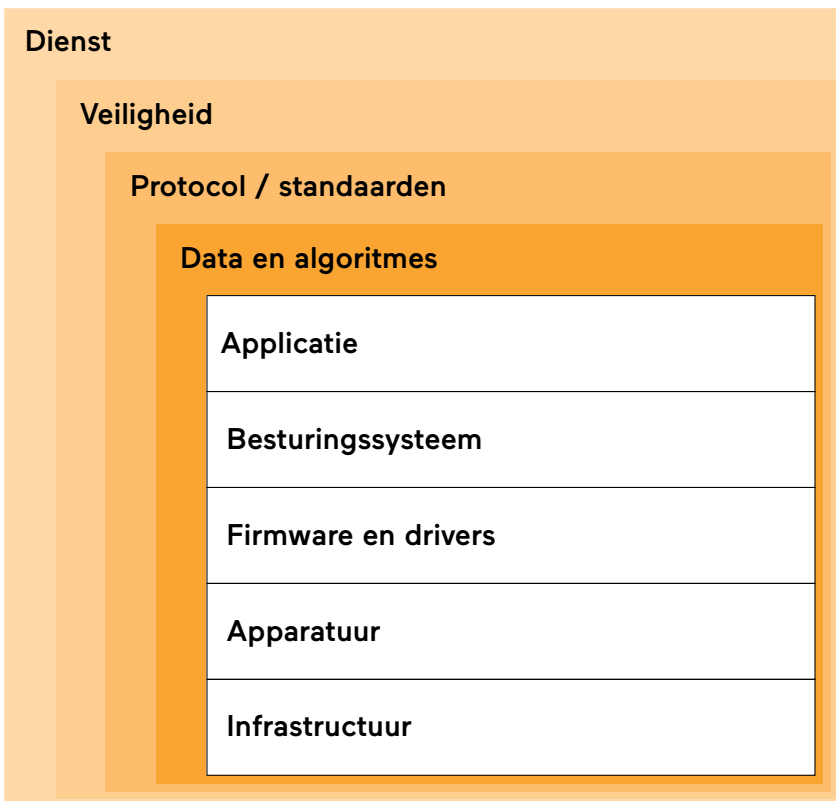 Dienst
Veiligheid
Protocol / standaarden
Data en algoritmes
Applicatie
Besturingssysteem
Firmware en drivers
Apparatuur
Infrastructuur